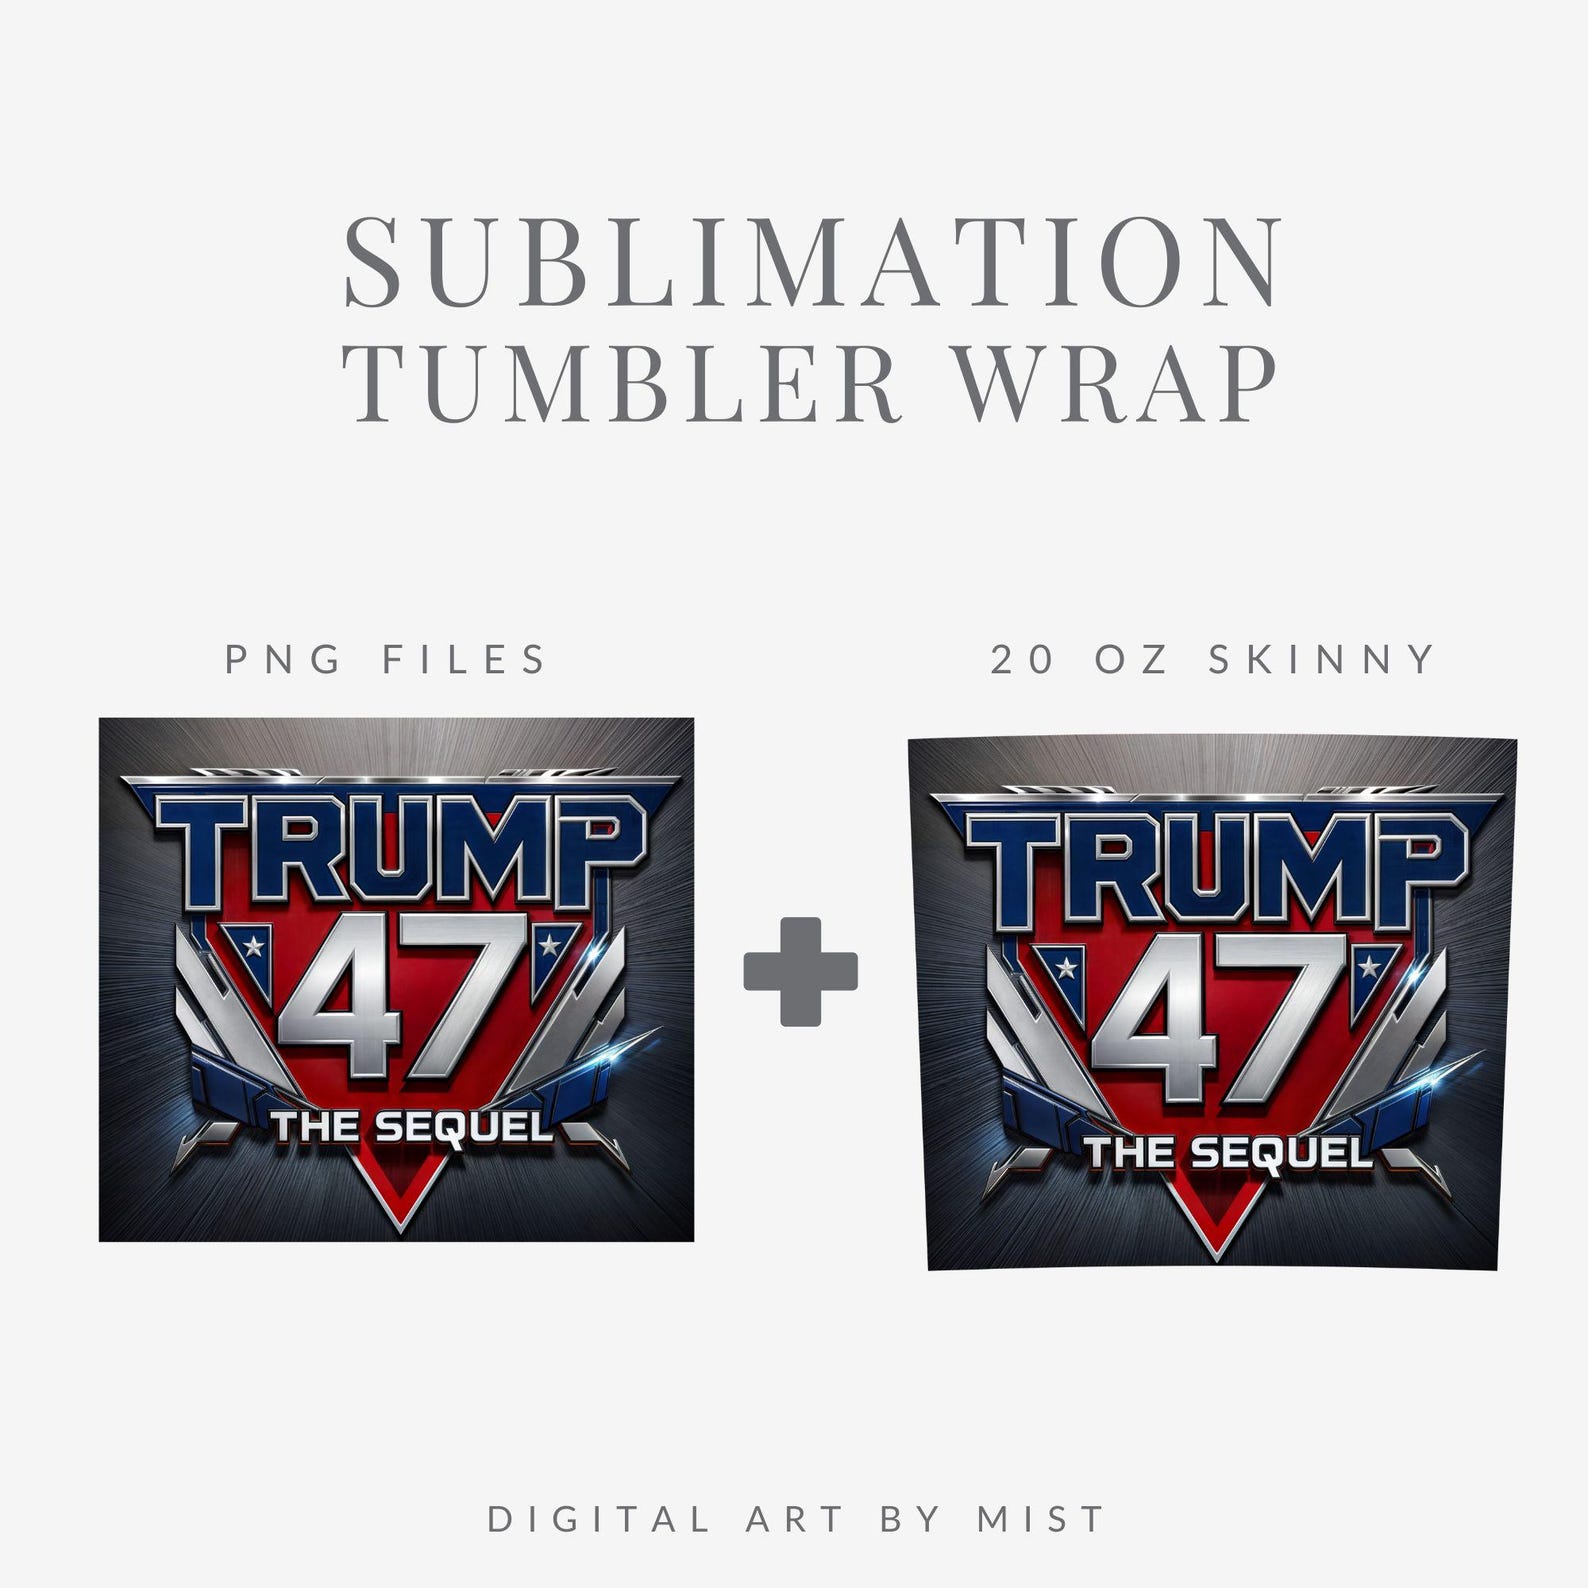 SUBLIMATION
TUMBLER WRAP
PNG FILES
TRUMP
47
THE SEQUEL
20 OZ SKINNY
TRUMP
47
THE SEQUEL
DIGITAL ART BY MIST